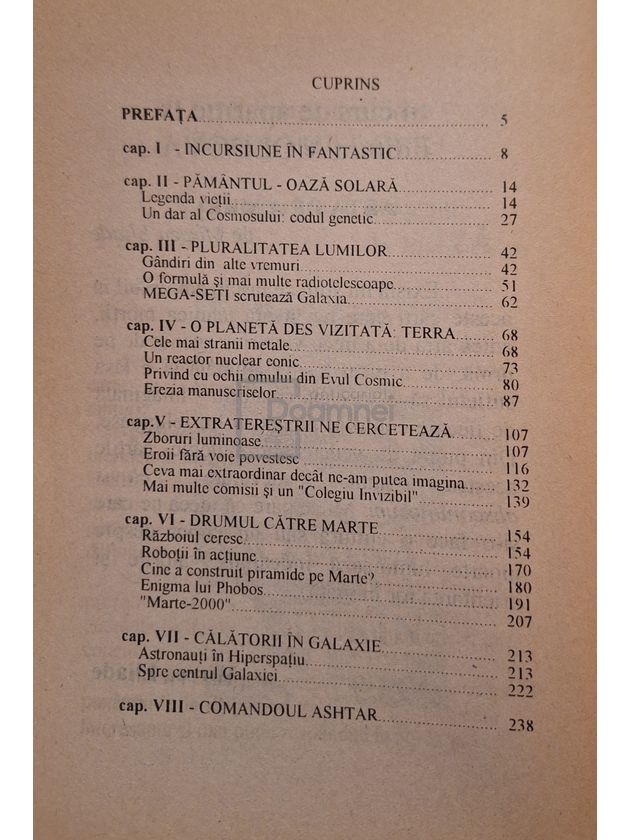 CUPRINS
PREFAȚA 5
cap. I - INCURSIUNE ÎN FANTASTIC 8
cap. II - PĂMÂNTUL - OAZĂ SOLARĂ 14
Legenda vieții 14
Un dar al Cosmosului: codul genetic 27
cap. III - PLURALITATEA LUMILOR 42
Gândiri din alte vremuri 42
O formulă și mai multe radiotelescoape 51
MEGA-SETI scrutează Galaxia 62
cap. IV - O PLANETĂ DES VIZITATĂ: TERRA 68
Cele mai stranii metale 68
Un reactor nuclear eonic 73
Privind cu ochii omului din Evul Cosmic 80
Erezia manuscriselor 87
cap.V - EXTRATEREȘTRII NE CERCETEAZĂ 107
Zboruri luminoase 107
Eroii fără voie povestesc 116
Ceva mai extraordinar decât ne-am putea imagina 132
Mai multe comisii și un "Colegiu Invizibil" 139
cap. VI - DRUMUL CĂTRE MARTE 154
Războiul ceresc 154
Roboții în acțiune 170
Cine a construit piramide pe Marte? 180
Enigma lui Phobos 191
"Marte-2000" 207
cap. VII - CĂLĂTORII ÎN GALAXIE 213
Astronauți în Hiperspațiu 213
Spre centrul Galaxiei 222
cap. VIII - COMANDOUL ASHTAR 238
Doamnei